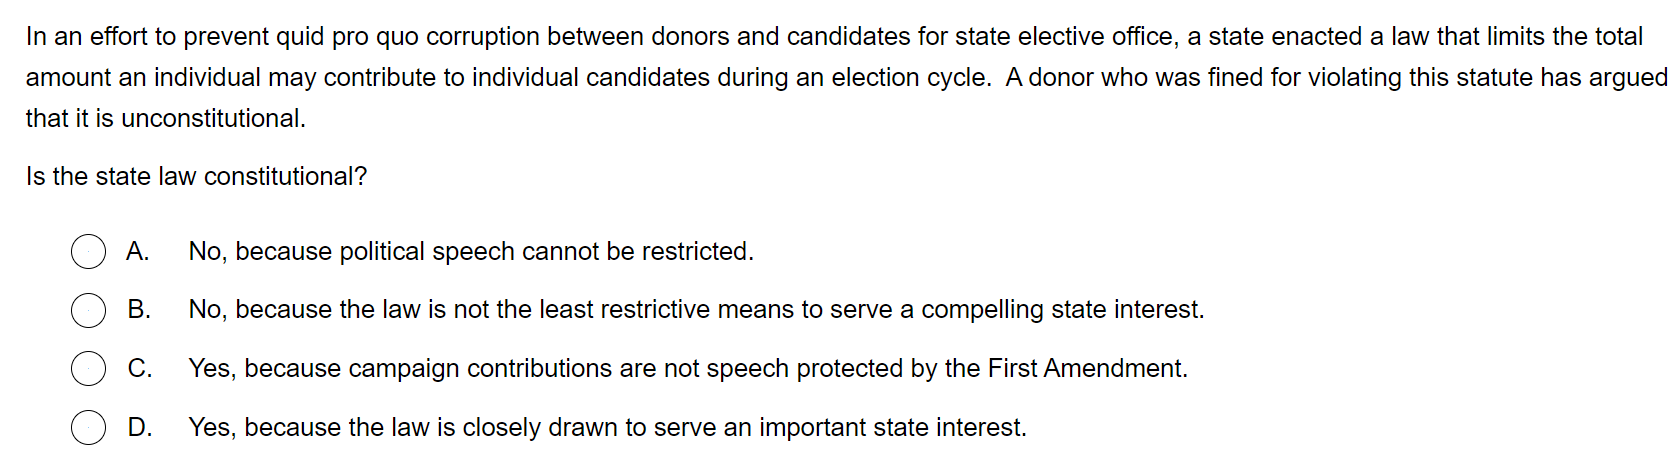 In an effort to prevent quid pro quo corruption between donors and candidates for state elective office, a state enacted a law that limits the total
amount an individual may contribute to individual candidates during an election cycle.  A donor who was fined for violating this statute has argued
that it is unconstitutional.
Is the state law constitutional?
A. No, because political speech cannot be restricted.
B. No, because the law is not the least restrictive means to serve a compelling state interest.
C. Yes, because campaign contributions are not speech protected by the First Amendment.
D. Yes, because the law is closely drawn to serve an important state interest.